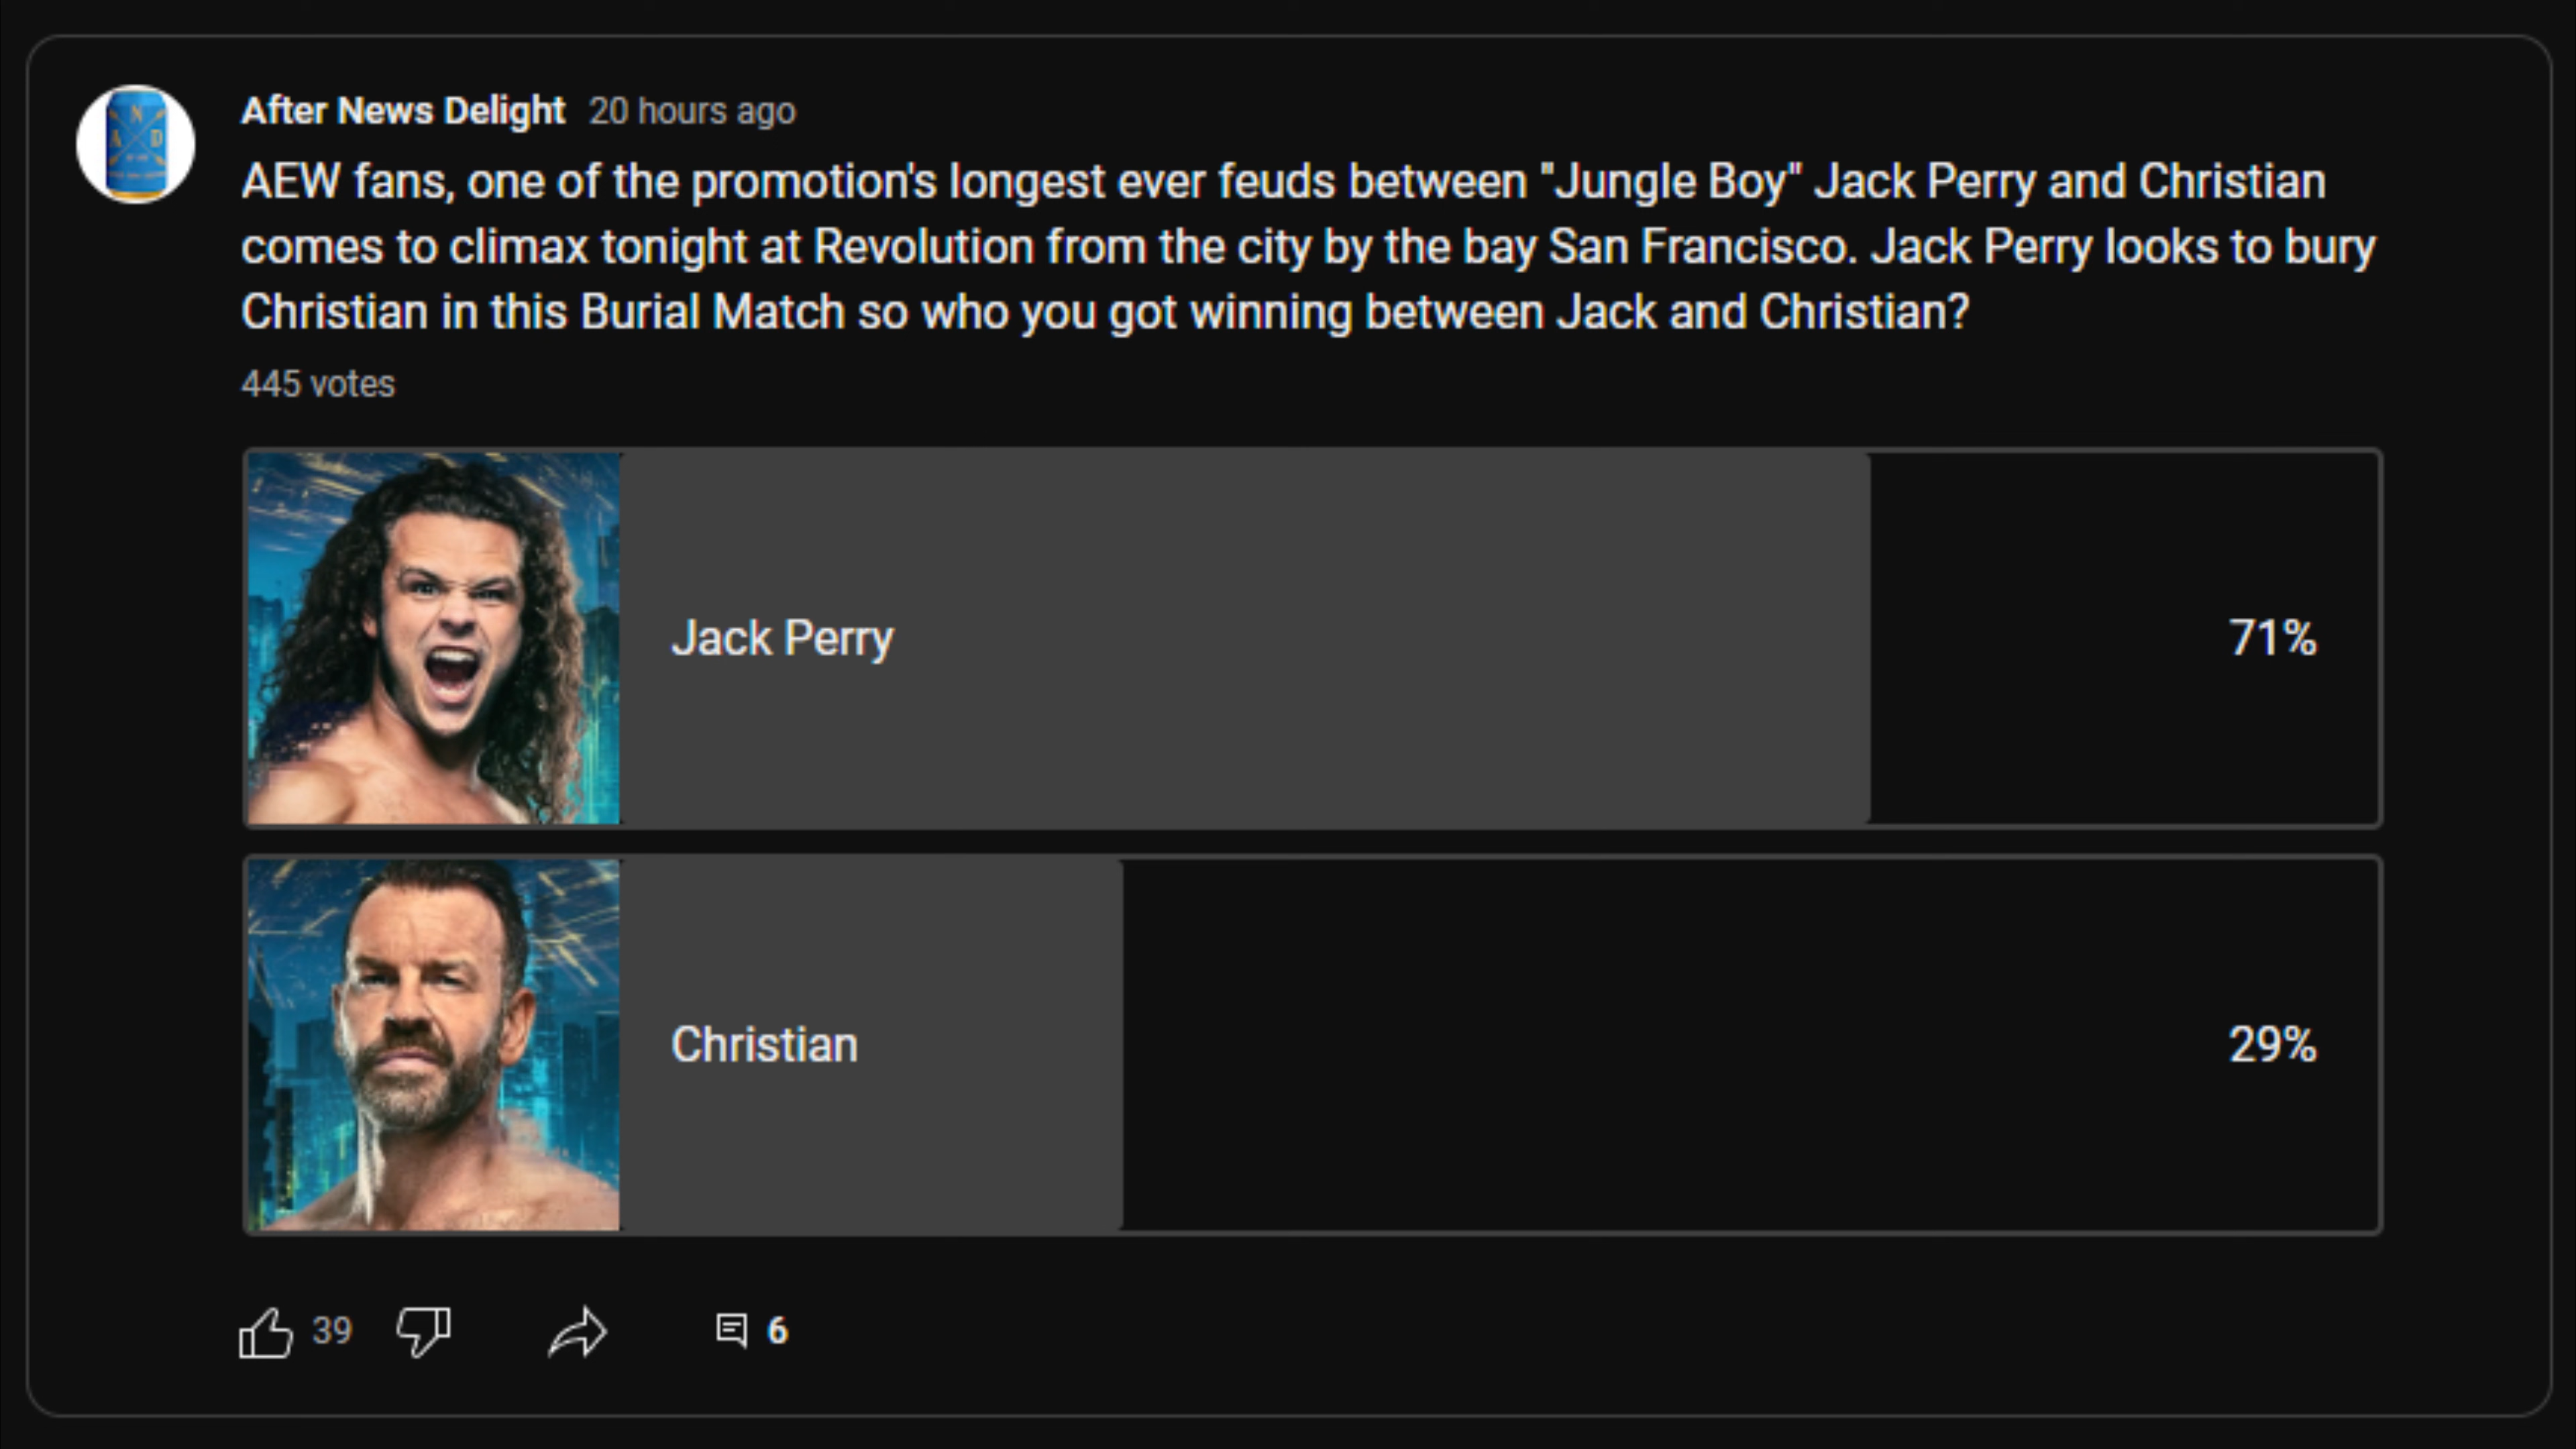 After News Delight 20 hours ago
AEW fans, one of the promotion's longest ever feuds between "Jungle Boy" Jack Perry and Christian
comes to climax tonight at Revolution from the city by the bay San Francisco. Jack Perry looks to bury
Christian in this Burial Match so who you got winning between Jack and Christian?
445 votes
Jack Perry 71%
Christian 29%
39 6
N
A D